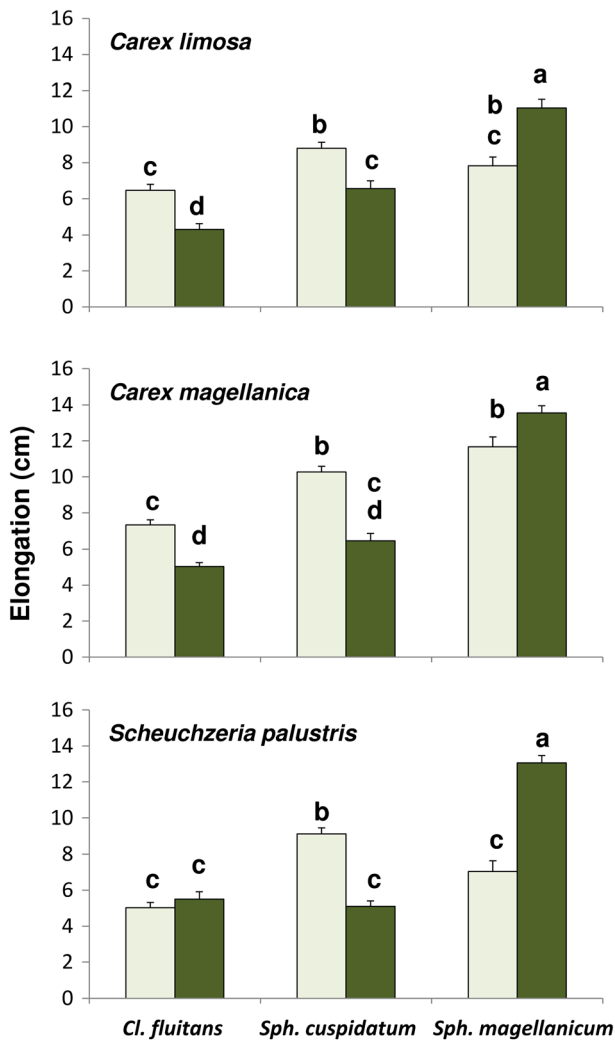 Carex limosa
16
14
12
10
8
6
4
2
0
c
d
b
c
b
c
a
Carex magellanica
16
14
12
10
8
6
4
2
0
c
d
b
c
d
b
a
Elongation (cm)
Scheuchzeria palustris
16
14
12
10
8
6
4
2
0
c
c
b
c
c
a
Cl. fluitans Sph. cuspidatum Sph. magellanicum